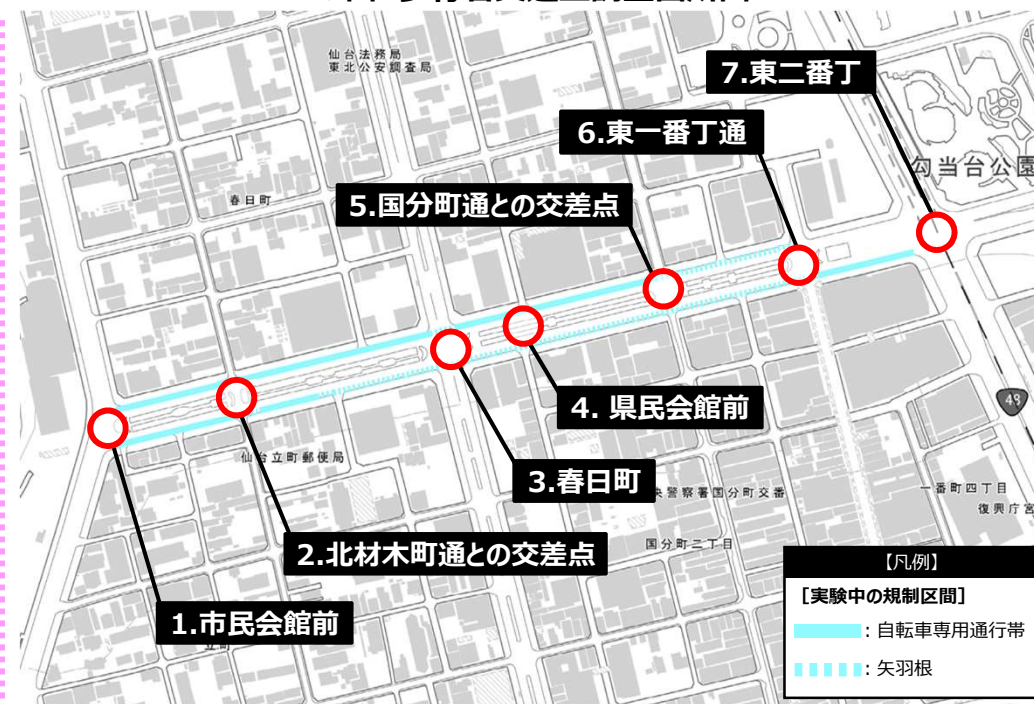 仙台法務局
東北公安調査局
7.東二番丁
6.東一番丁通
勾当台公園
春日町
5.国分町通との交差点
4. 県民会館前
48
仙台立町郵便局
3.春日町
央警察署国分町交番
一番町四丁目
復興庁宮
2.北材木町通との交差点
国分町二丁目
1.市民会館前
立町
【凡例】
[実験中の規制区間]
: 自転車専用通行帯
: 矢羽根